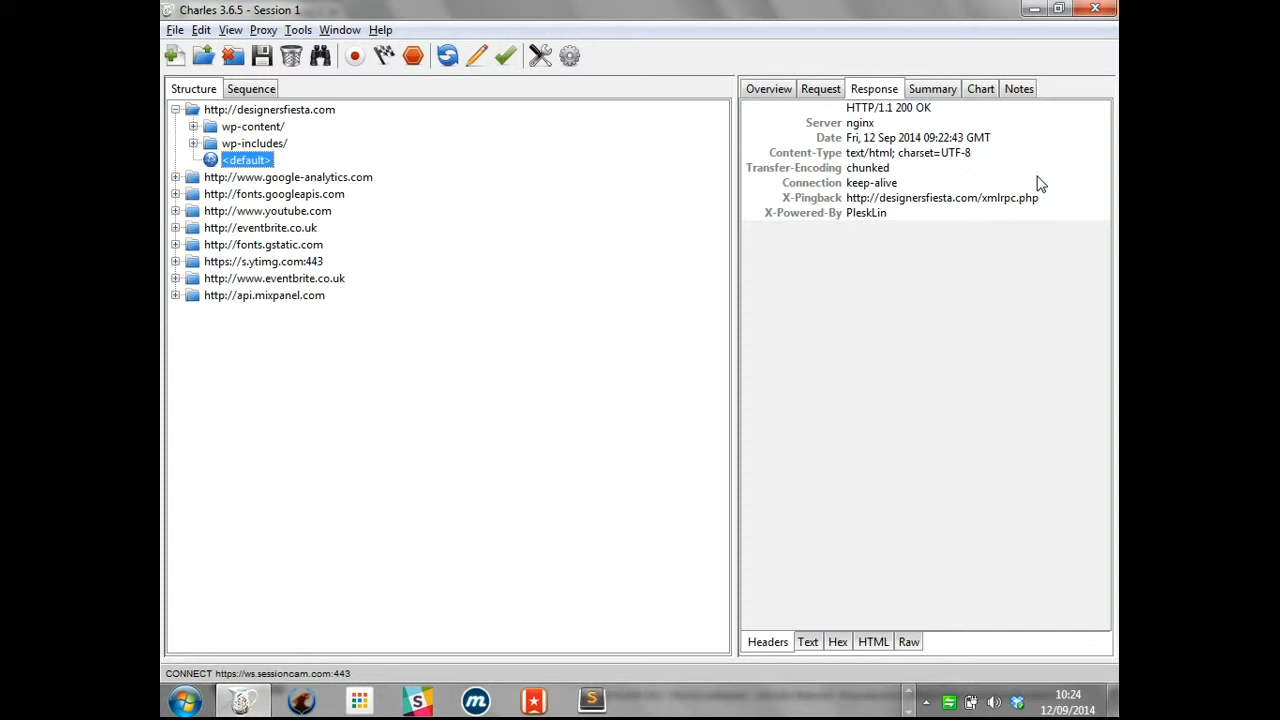 Charles 3.6.5 - Session 1
File Edit View Proxy Tools Window Help
Structure Sequence
http://designersfiesta.com
wp-content/
wp-includes/
<default>
http://www.google-analytics.com
http://fonts.googleapis.com
http://www.youtube.com
http://eventbrite.co.uk
http://fonts.gstatic.com
https://s.ytimg.com:443
http://www.eventbrite.co.uk
http://api.mixpanel.com
Overview Request Response Summary Chart Notes
HTTP/1.1 200 OK
Server nginx
Date Fri, 12 Sep 2014 09:22:43 GMT
Content-Type text/html; charset=UTF-8
Transfer-Encoding chunked
Connection keep-alive
X-Pingback http://designersfiesta.com/xmlrpc.php
X-Powered-By PleskLin
Headers Text Hex HTML Raw
CONNECT https://ws.sessioncam.com:443
S m S
10:24
12/09/2014